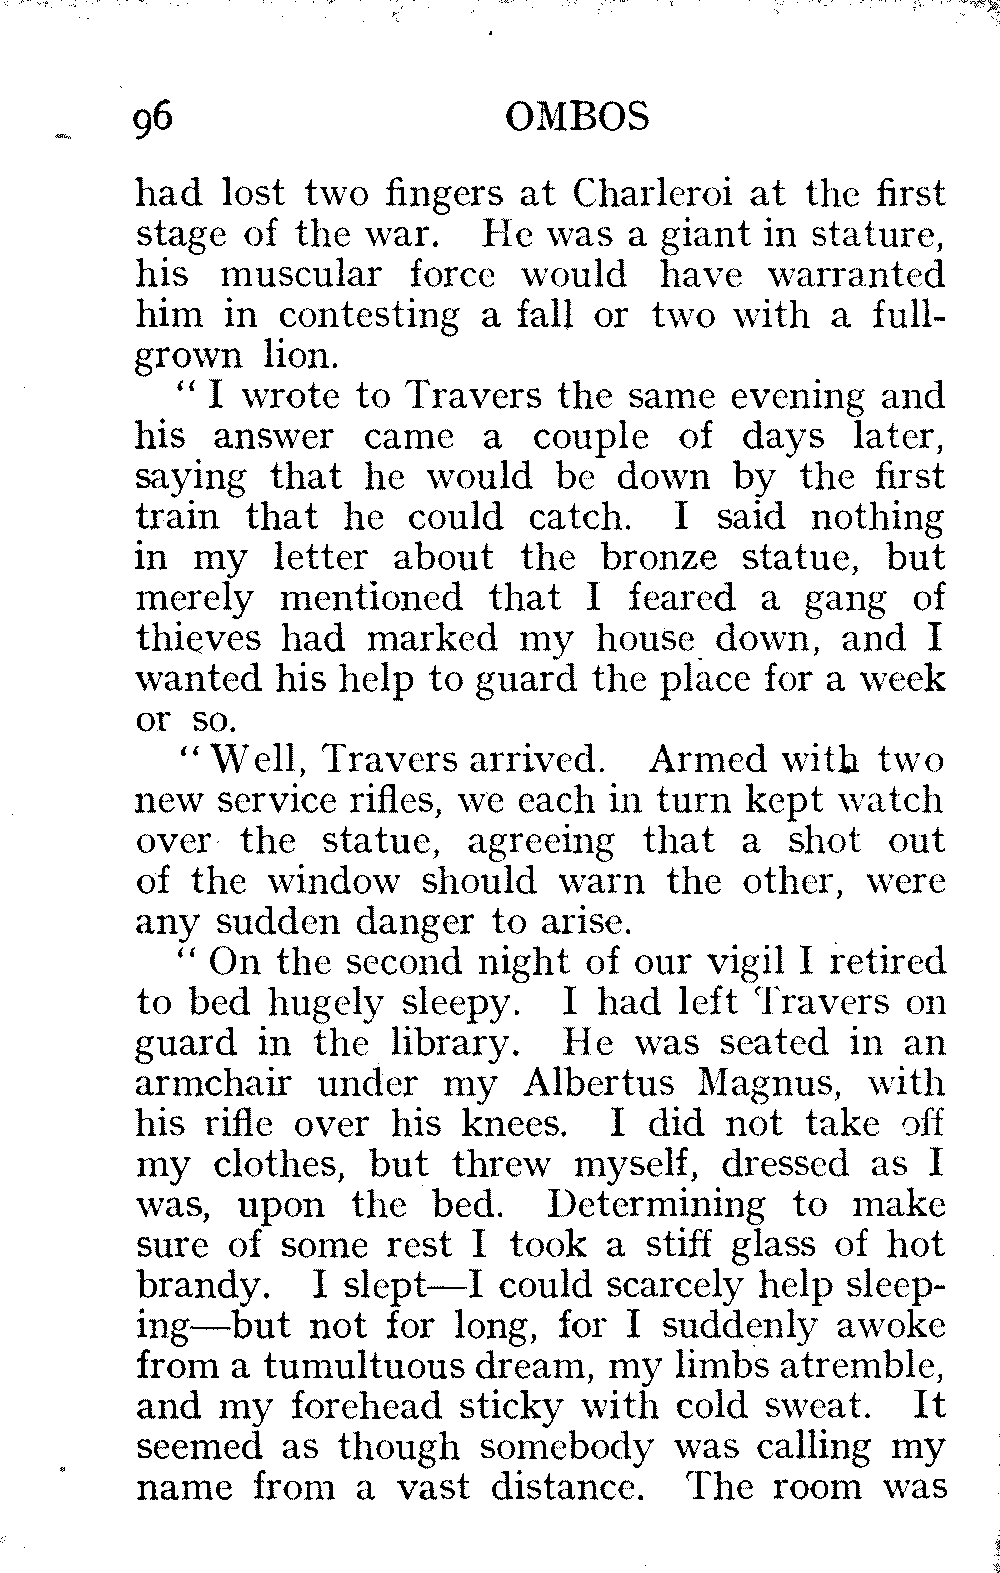 96 OMBOS
had lost two fingers at Charleroi at the first
stage of the war. He was a giant in stature,
his muscular force would have warranted
him in contesting a fall or two with a full-
grown lion.
“ I wrote to Travers the same evening and
his answer came a couple of days later,
saying that he would be down by the first
train that he could catch. I said nothing
in my letter about the bronze statue, but
merely mentioned that I feared a gang of
thieves had marked my house down, and I
wanted his help to guard the place for a week
or so.
“ Well, Travers arrived. Armed with two
new service rifles, we each in turn kept watch
over the statue, agreeing that a shot out
of the window should warn the other, were
any sudden danger to arise.
“ On the second night of our vigil I retired
to bed hugely sleepy. I had left Travers on
guard in the library. He was seated in an
armchair under my Albertus Magnus, with
his rifle over his knees. I did not take off
my clothes, but threw myself, dressed as I
was, upon the bed. Determining to make
sure of some rest I took a stiff glass of hot
brandy. I slept—I could scarcely help sleep-
ing—but not for long, for I suddenly awoke
from a tumultuous dream, my limbs atremble,
and my forehead sticky with cold sweat. It
seemed as though somebody was calling my
name from a vast distance. The room was